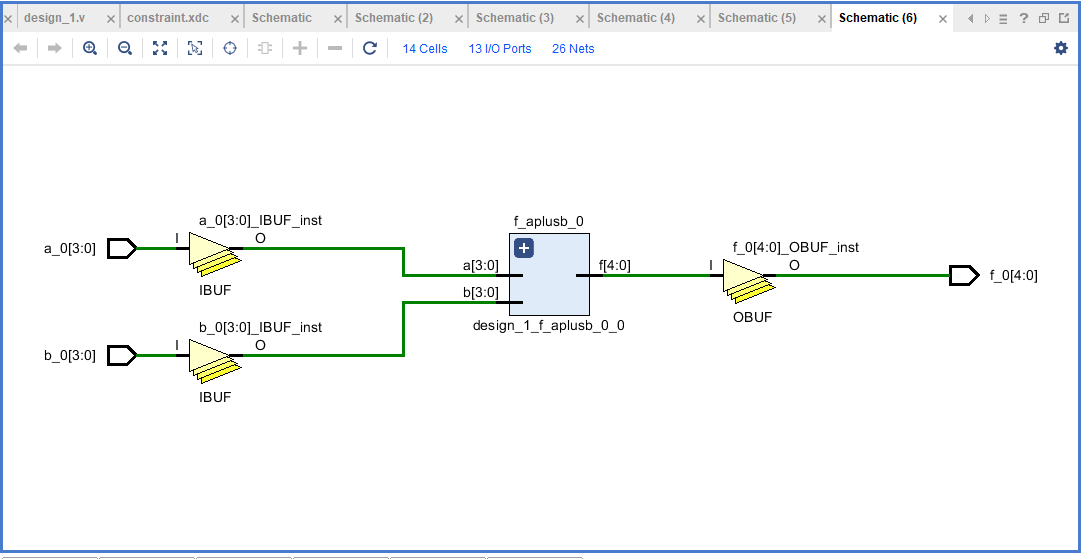 design_1.v
constraint.xdc
Schematic
Schematic (2)
Schematic (3)
Schematic (4)
Schematic (5)
Schematic (6)
14 Cells
13 I/O Ports
26 Nets
a_0[3:0]_IBUF_inst
a_0[3:0]
I
O
IBUF
b_0[3:0]_IBUF_inst
b_0[3:0]
I
O
IBUF
f_aplusb_0
a[3:0]
b[3:0]
f[4:0]
design_1_f_aplusb_0_0
f_0[4:0]_OBUF_inst
I
O
OBUF
f_0[4:0]